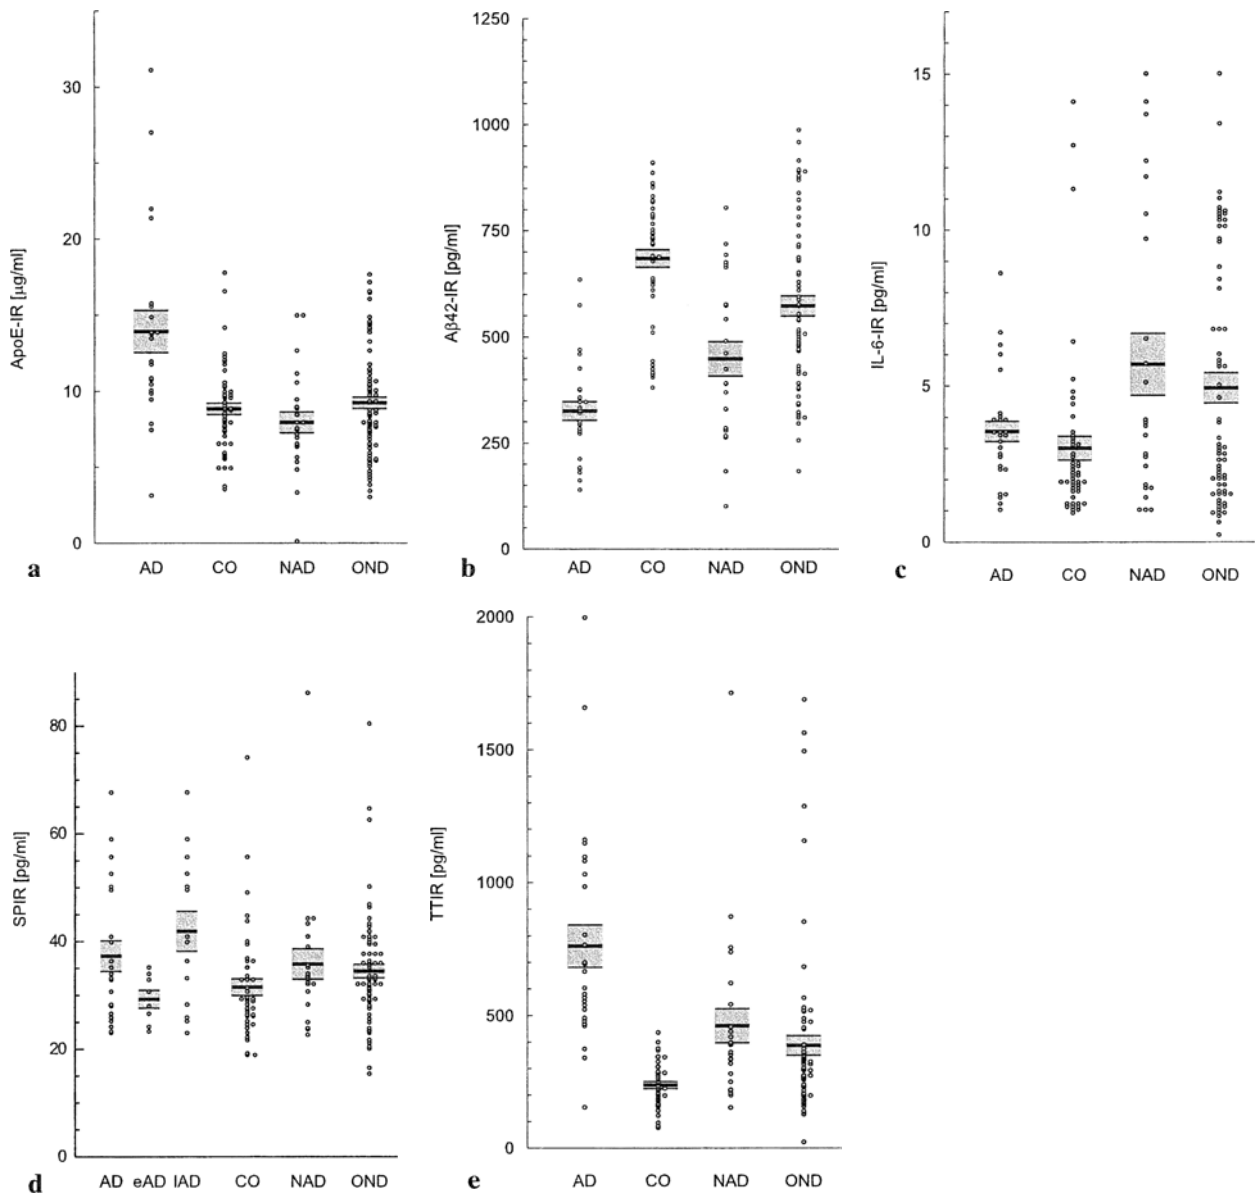 ApoE-IR [µg/ml]
30
20
10
0
AD CO NAD OND
a
Aβ42-IR [pg/ml]
1250
1000
750
500
250
0
AD CO NAD OND
b
IL-6-IR [pg/ml]
15
10
5
0
AD CO NAD OND
c
SPIR [pg/ml]
80
60
40
20
0
AD eAD lAD CO NAD OND
d
TTIR [pg/ml]
2000
1500
1000
500
0
AD CO NAD OND
e